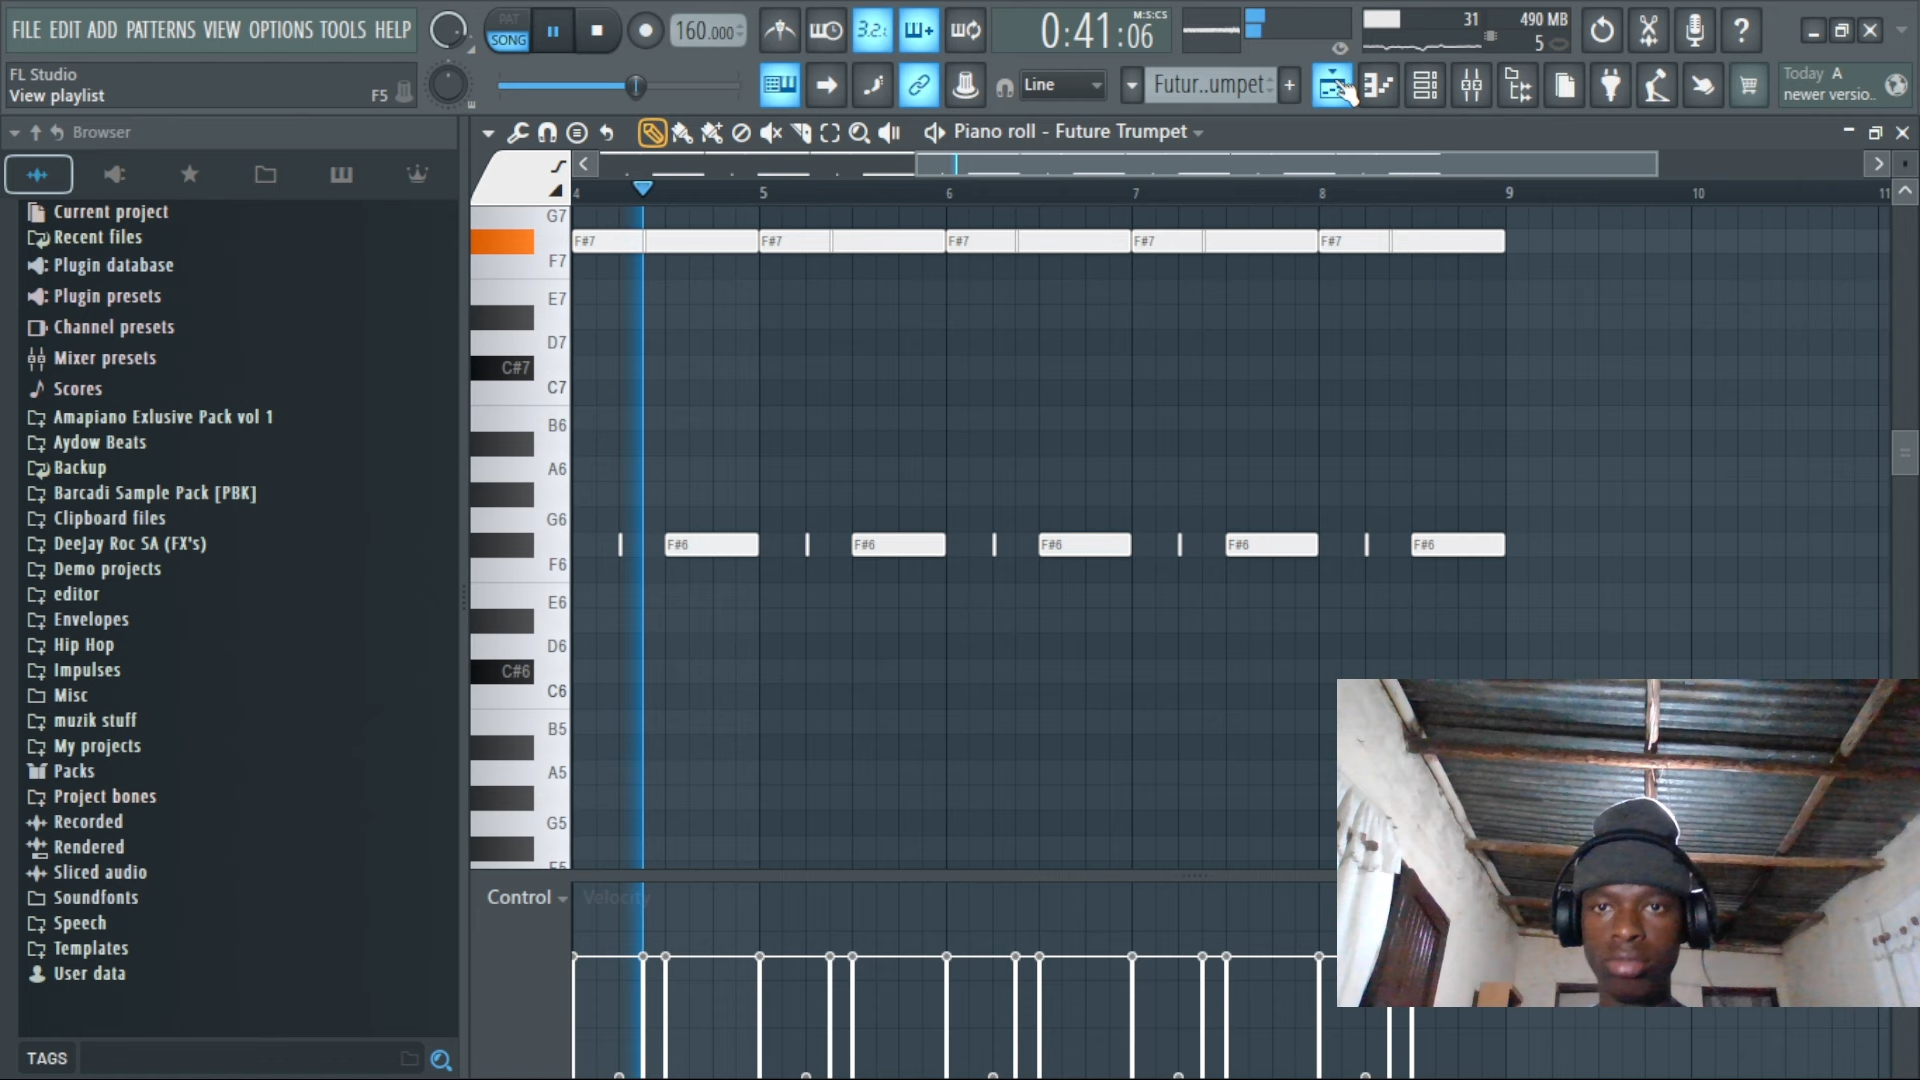 FILE EDIT ADD PATTERNS VIEW OPTIONS TOOLS HELP
PAT
SONG
160.000
3.2.:
0:41:06
M:S:CS
31
490 MB
5
FL Studio
View playlist
F5
Line
Futur..umpet
Today A
newer versio..
Browser
Piano roll - Future Trumpet
Current project
Recent files
Plugin database
Plugin presets
Channel presets
Mixer presets
Scores
Amapiano Exlusive Pack vol 1
Aydow Beats
Backup
Barcadi Sample Pack [PBK]
Clipboard files
DeeJay Roc SA (FX's)
Demo projects
editor
Envelopes
Hip Hop
Impulses
Misc
muzik stuff
My projects
Packs
Project bones
Recorded
Rendered
Sliced audio
Soundfonts
Speech
Templates
User data
TAGS
4 5 6 7 8 9 10 11
G7
F#7 F#7 F#7 F#7 F#7
F7
E7
D7
C#7
C7
B6
A6
G6
F#6 F#6 F#6 F#6 F#6
F6
E6
D6
C#6
C6
B5
A5
G5
F5
Control
Velocity